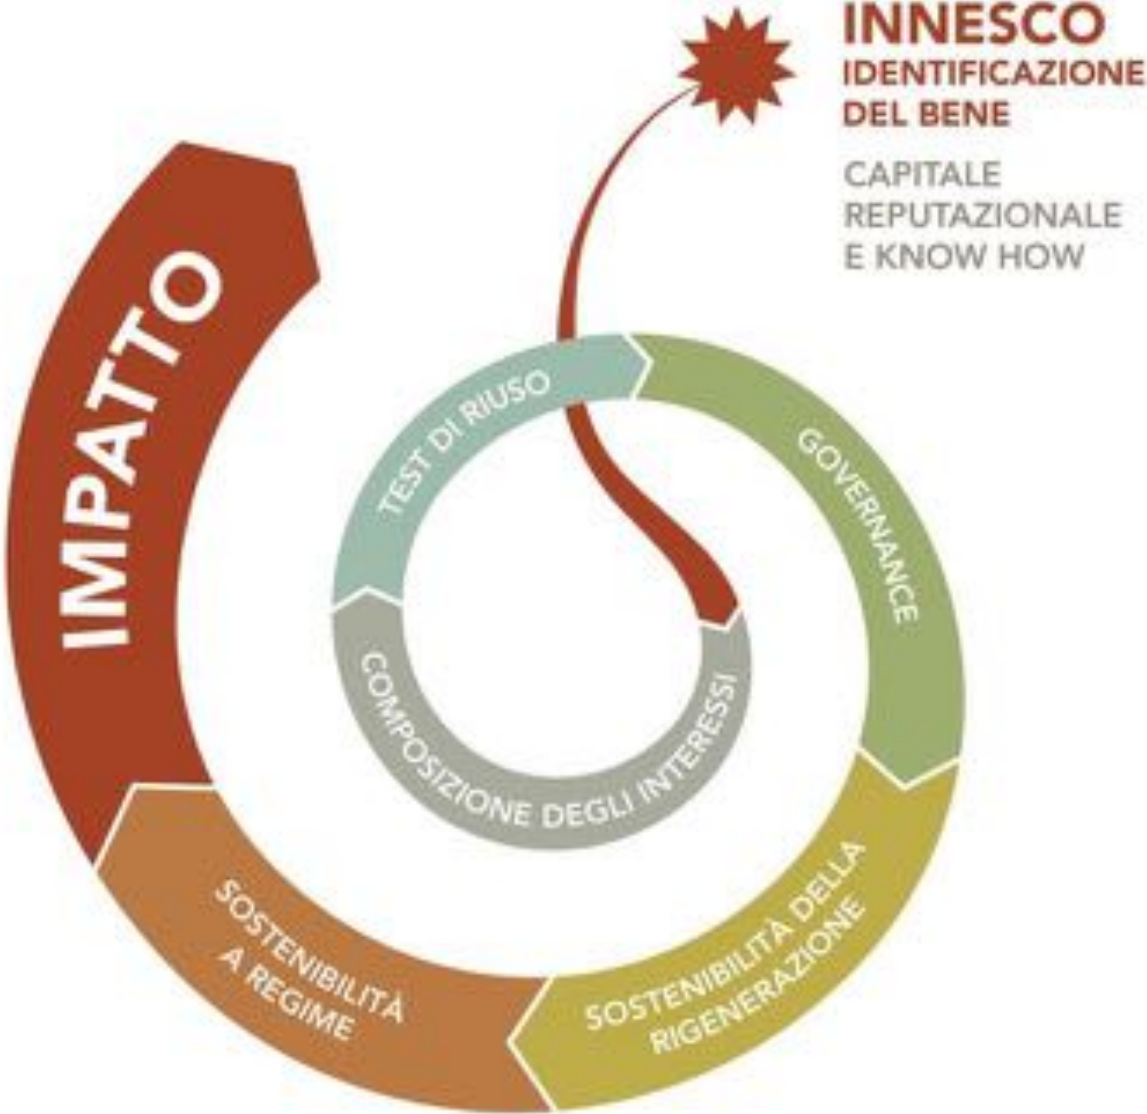 INNESCO
IDENTIFICAZIONE
DEL BENE
CAPITALE
REPUTAZIONALE
E KNOW HOW
COMPOSIZIONE DEGLI INTERESSI
TEST DI RIUSO
GOVERNANCE
SOSTENIBILITÀ DELLA
RIGENERAZIONE
SOSTENIBILITÀ
A REGIME
IMPATTO